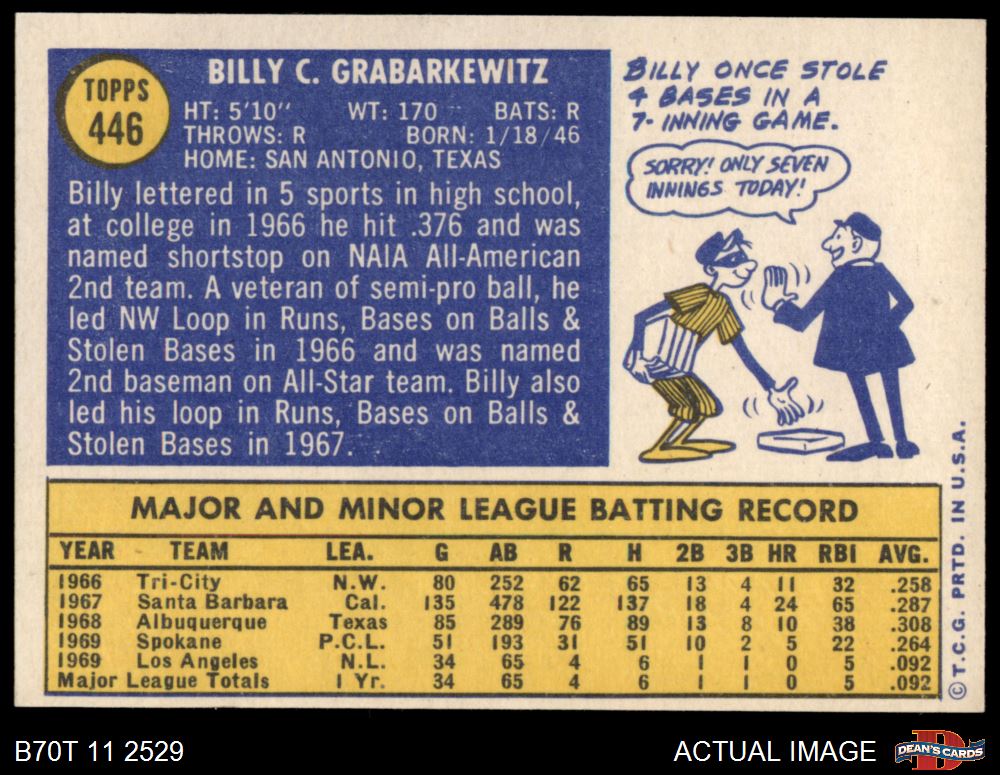 TOPPS
446
BILLY C. GRABARKEWITZ
HT: 5'10" WT: 170 BATS: R
THROWS: R BORN: 1/18/46
HOME: SAN ANTONIO, TEXAS
Billy lettered in 5 sports in high school,
at college in 1966 he hit .376 and was
named shortstop on NAIA All-American
2nd team. A veteran of semi-pro ball, he
led NW Loop in Runs, Bases on Balls &
Stolen Bases in 1966 and was named
2nd baseman on All-Star team. Billy also
led his loop in Runs, Bases on Balls &
Stolen Bases in 1967.
BILLY ONCE STOLE
4 BASES IN A
7-INNING GAME.
SORRY! ONLY SEVEN
INNINGS TODAY!
MAJOR AND MINOR LEAGUE BATTING RECORD
YEAR TEAM LEA. G AB R H 2B 3B HR RBI AVG.
1966 Tri-City N.W. 80 252 62 65 13 4 11 32 .258
1967 Santa Barbara Cal. 135 478 122 137 18 4 24 65 .287
1968 Albuquerque Texas 85 289 76 89 13 8 10 38 .308
1969 Spokane P.C.L. 51 193 31 51 10 2 5 22 .264
1969 Los Angeles N.L. 34 65 4 6 1 1 0 5 .092
Major League Totals 1 Yr. 34 65 4 6 1 1 0 5 .092
© T.C.G. PRTD. IN U.S.A.
B70T 11 2529
ACTUAL IMAGE
D
DEAN'S CARDS